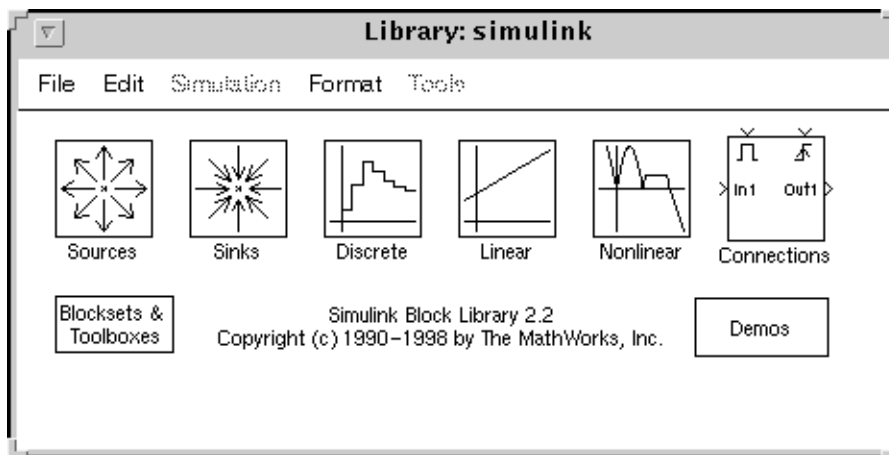 Library: simulink
File Edit Simulation Format Tools
In1 Out1
Sources Sinks Discrete Linear Nonlinear Connections
Blocksets &
Toolboxes
Simulink Block Library 2.2
Copyright (c) 1990-1998 by The MathWorks, Inc.
Demos